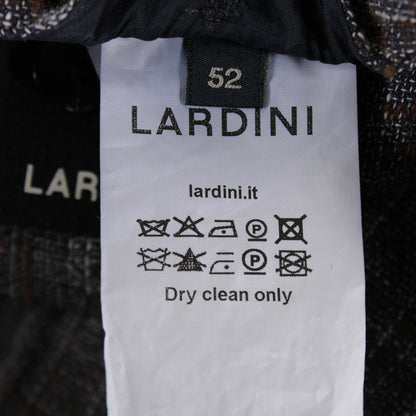 52
LARDINI
LAR
lardini.it
P
P
Dry clean only